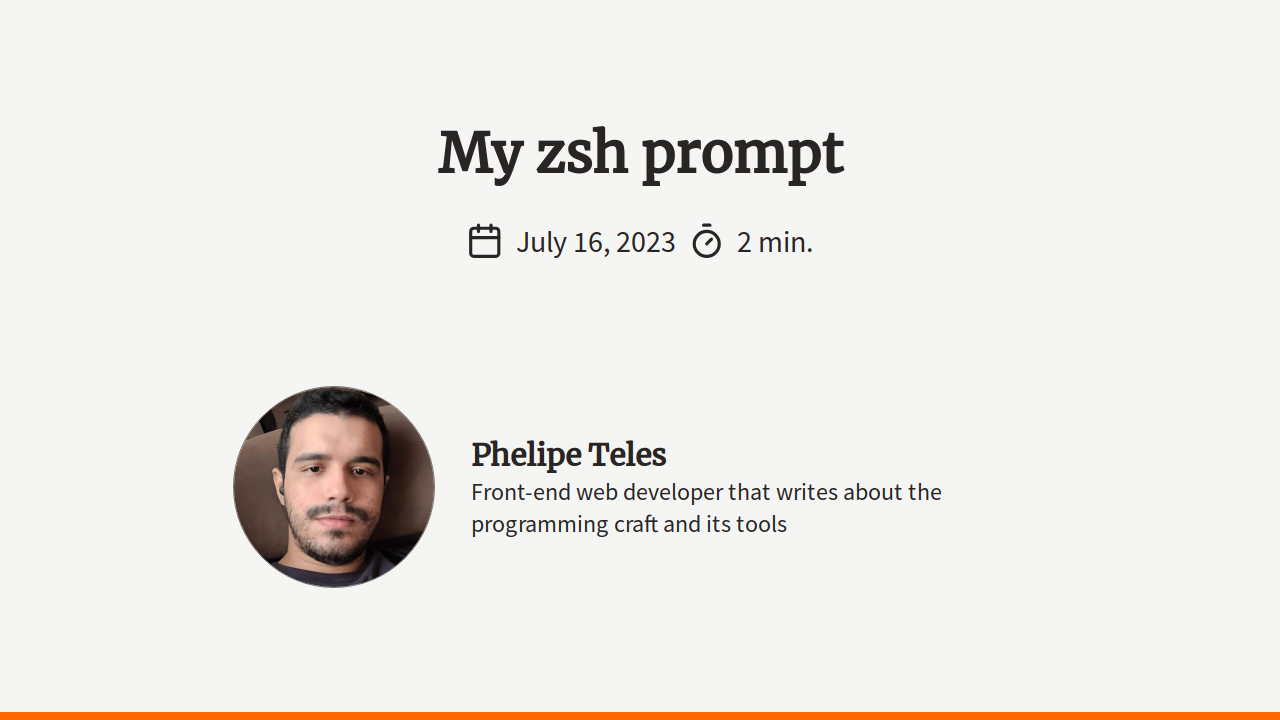 My zsh prompt
July 16, 2023 2 min.
Phelipe Teles
Front-end web developer that writes about the
programming craft and its tools